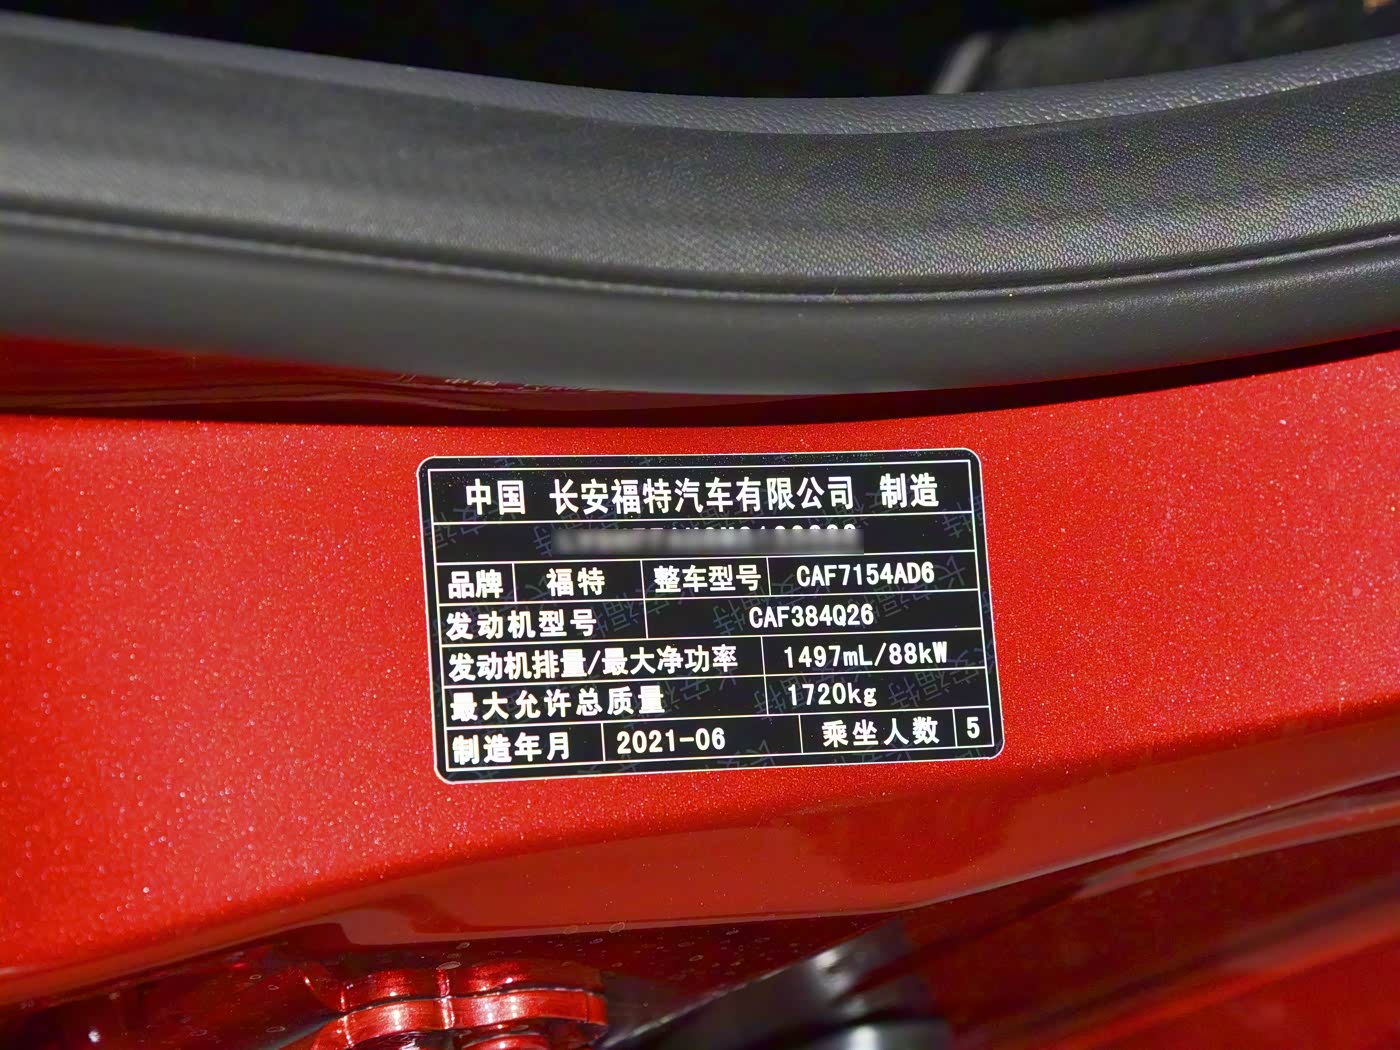 中国 长安福特汽车有限公司 制造
品牌 福特 整车型号 CAF7154AD6
发动机型号 CAF384Q26
发动机排量/最大净功率 1497mL/88kW
最大允许总质量 1720kg
制造年月 2021-06 乘坐人数 5